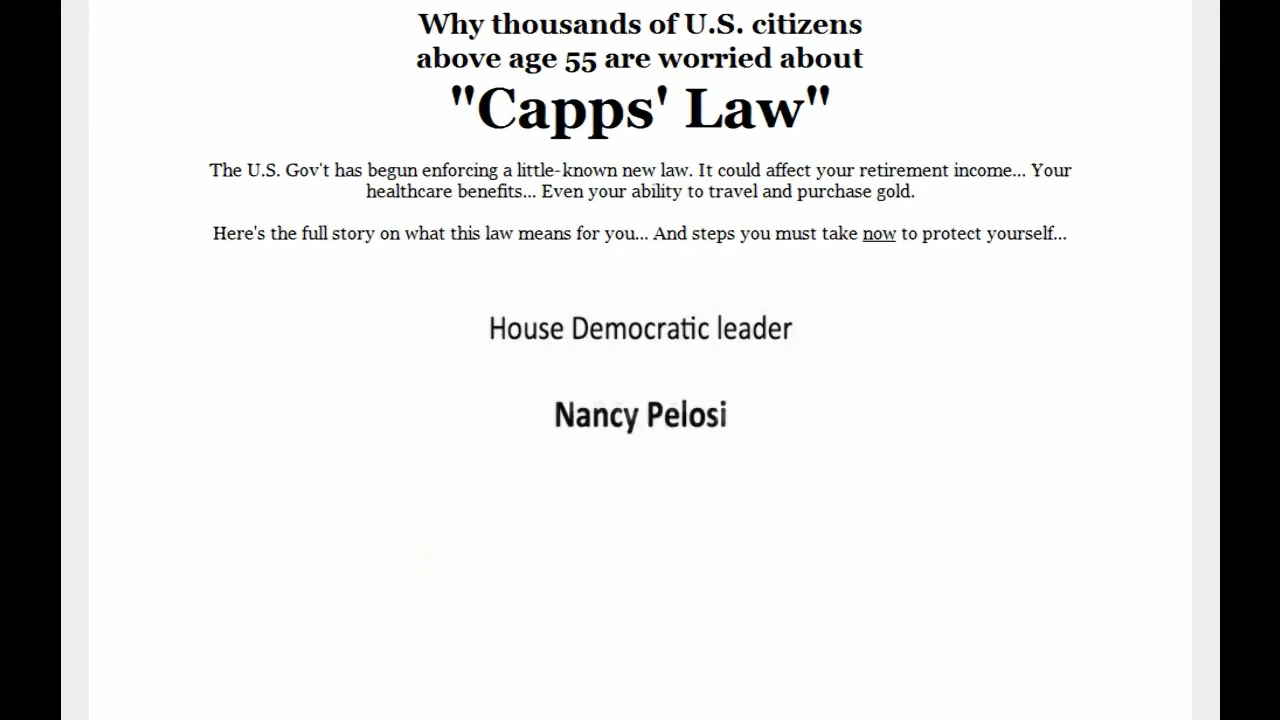 Why thousands of U.S. citizens
above age 55 are worried about
"Capps' Law"
The U.S. Gov't has begun enforcing a little-known new law. It could affect your retirement income... Your
healthcare benefits... Even your ability to travel and purchase gold.
Here's the full story on what this law means for you... And steps you must take now to protect yourself...
House Democratic leader
Nancy Pelosi